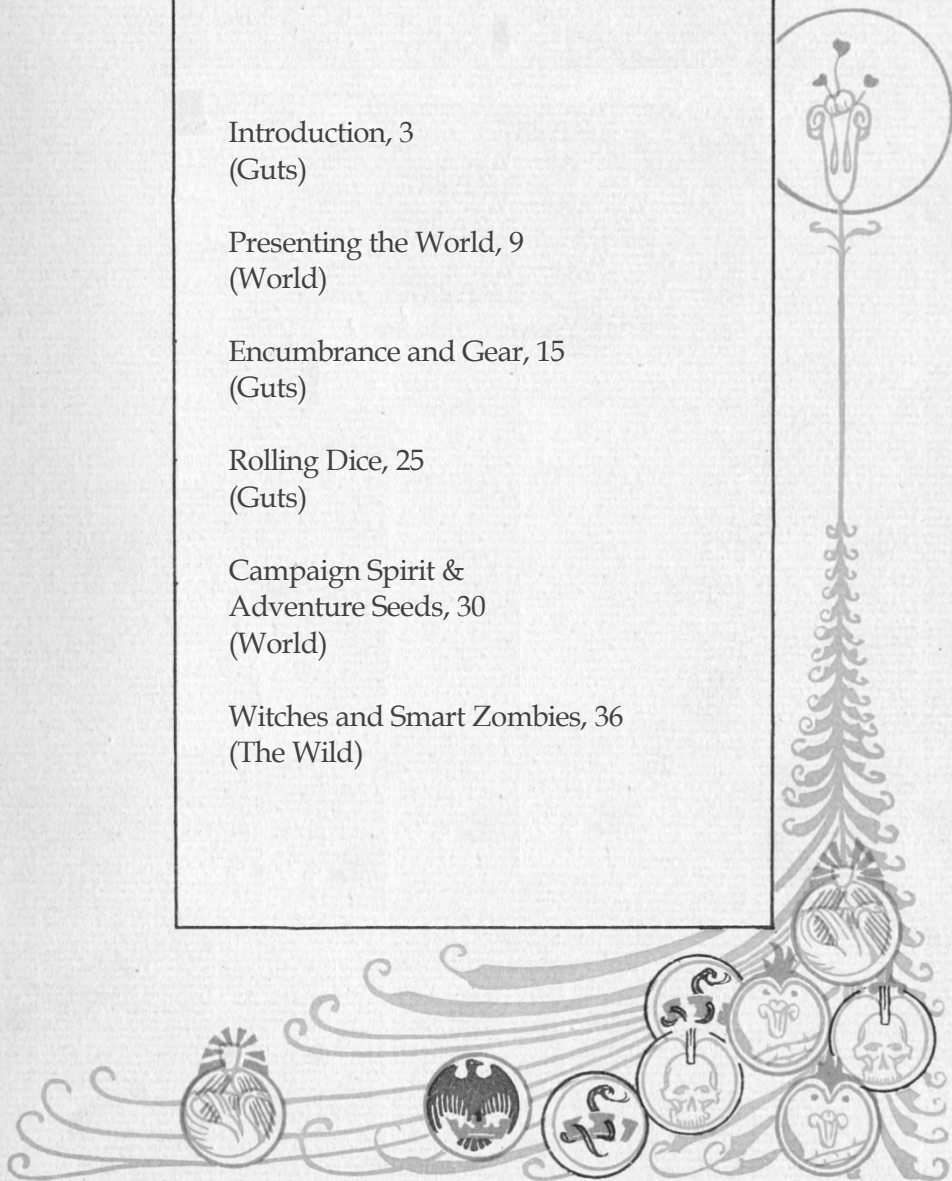 Introduction, 3
(Guts)
Presenting the World, 9
(World)
Encumbrance and Gear, 15
(Guts)
Rolling Dice, 25
(Guts)
Campaign Spirit &
Adventure Seeds, 30
(World)
Witches and Smart Zombies, 36
(The Wild)